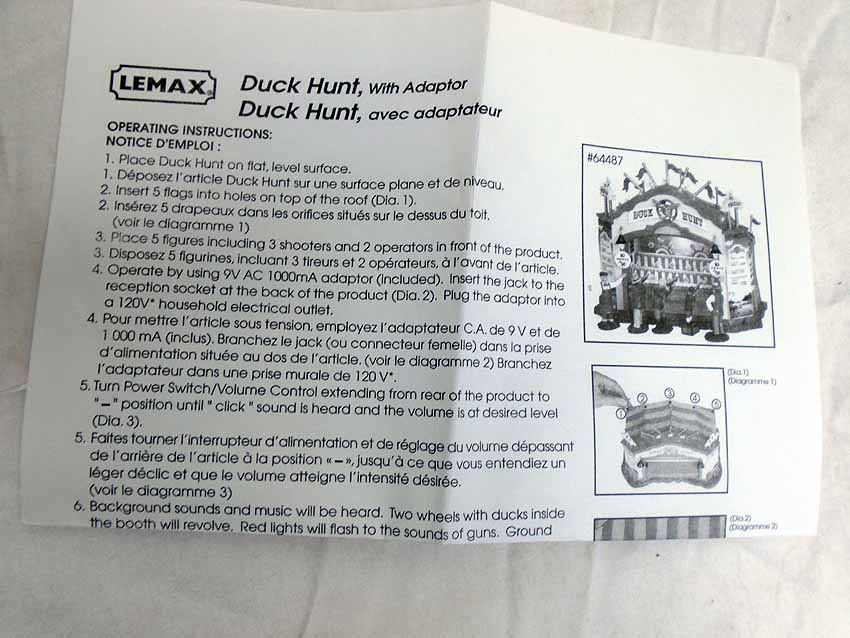 LEMAX®
Duck Hunt, With Adaptor
Duck Hunt, avec adaptateur
OPERATING INSTRUCTIONS:
NOTICE D'EMPLOI :
1. Place Duck Hunt on flat, level surface.
1. Déposez l'article Duck Hunt sur une surface plane et de niveau.
2. Insert 5 flags into holes on top of the roof (Dia. 1).
2. Insérez 5 drapeaux dans les orifices situés sur le dessus du toit.
(voir le diagramme 1)
3. Place 5 figures including 3 shooters and 2 operators in front of the product.
3. Disposez 5 figurines, incluant 3 tireurs et 2 opérateurs, à l'avant de l'article.
4. Operate by using 9V AC 1000mA adaptor (included). Insert the jack to the
reception socket at the back of the product (Dia. 2). Plug the adaptor into
a 120V* household electrical outlet.
4. Pour mettre l'article sous tension, employez l'adaptateur C.A. de 9 V et de
1 000 mA (inclus). Branchez le jack (ou connecteur femelle) dans la prise
d'alimentation située au dos de l'article. (voir le diagramme 2) Branchez
l'adaptateur dans une prise murale de 120 V*.
5. Turn Power Switch/Volume Control extending from rear of the product to
"–" position until " click " sound is heard and the volume is at desired level
(Dia. 3).
5. Faites tourner l'interrupteur d'alimentation et de réglage du volume dépassant
de l'arrière de l'article à la position «–», jusqu'à ce que vous entendiez un
léger déclic et que le volume atteigne l'intensité désirée.
(voir le diagramme 3)
6. Background sounds and music will be heard. Two wheels with ducks inside
the booth will revolve. Red lights will flash to the sounds of guns. Ground
#64487
DUCK HUNT
(Dia.1)
(Diagramme 1)
1 2 3 4 5
(Dia.2)
(Diagramme 2)